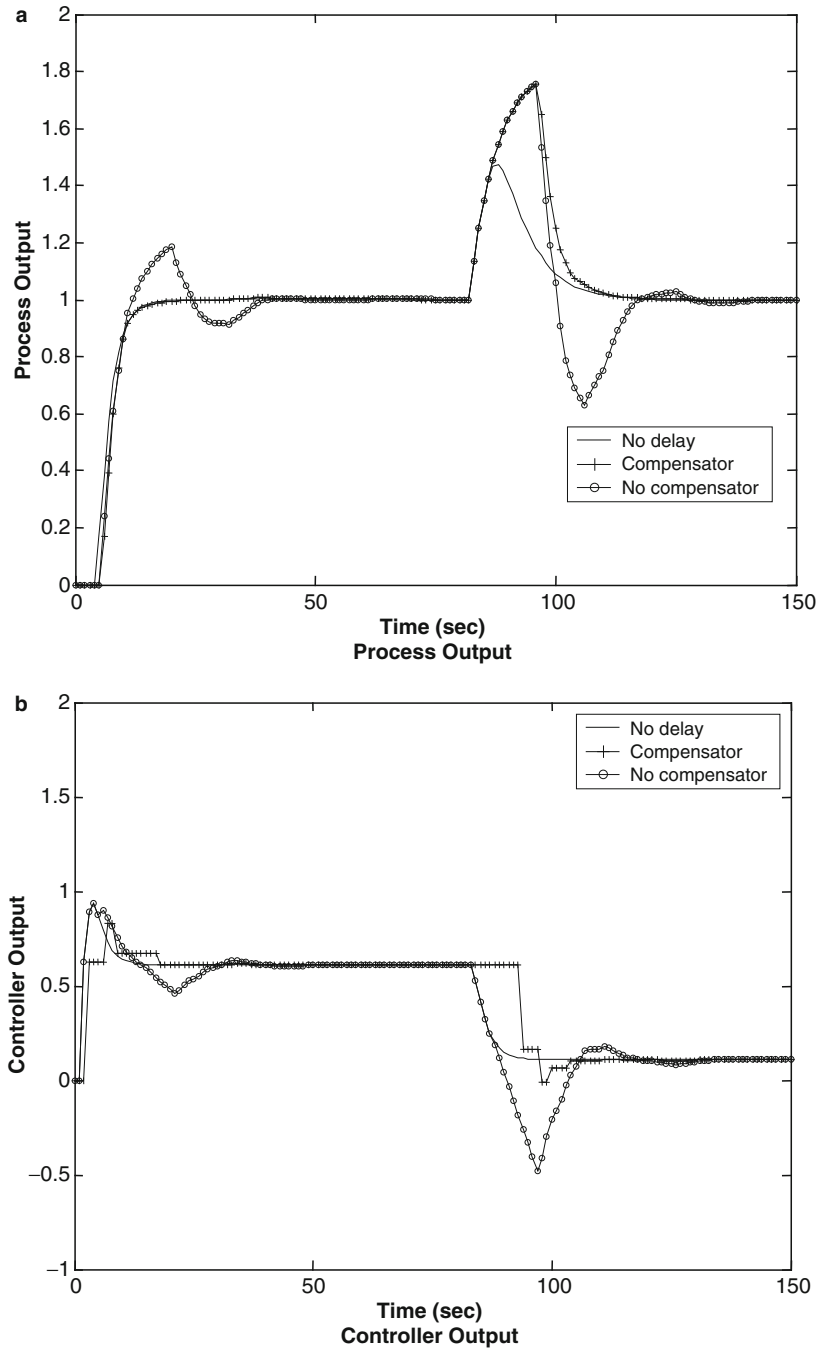 a
2
1.8
1.6
1.4
1.2
1
0.8
0.6
0.4
0.2
0
Process Output
No delay
Compensator
No compensator
0
50
100
150
Time (sec)
Process Output
b
2
1.5
1
0.5
0
−0.5
−1
Controller Output
No delay
Compensator
No compensator
0
50
100
150
Time (sec)
Controller Output